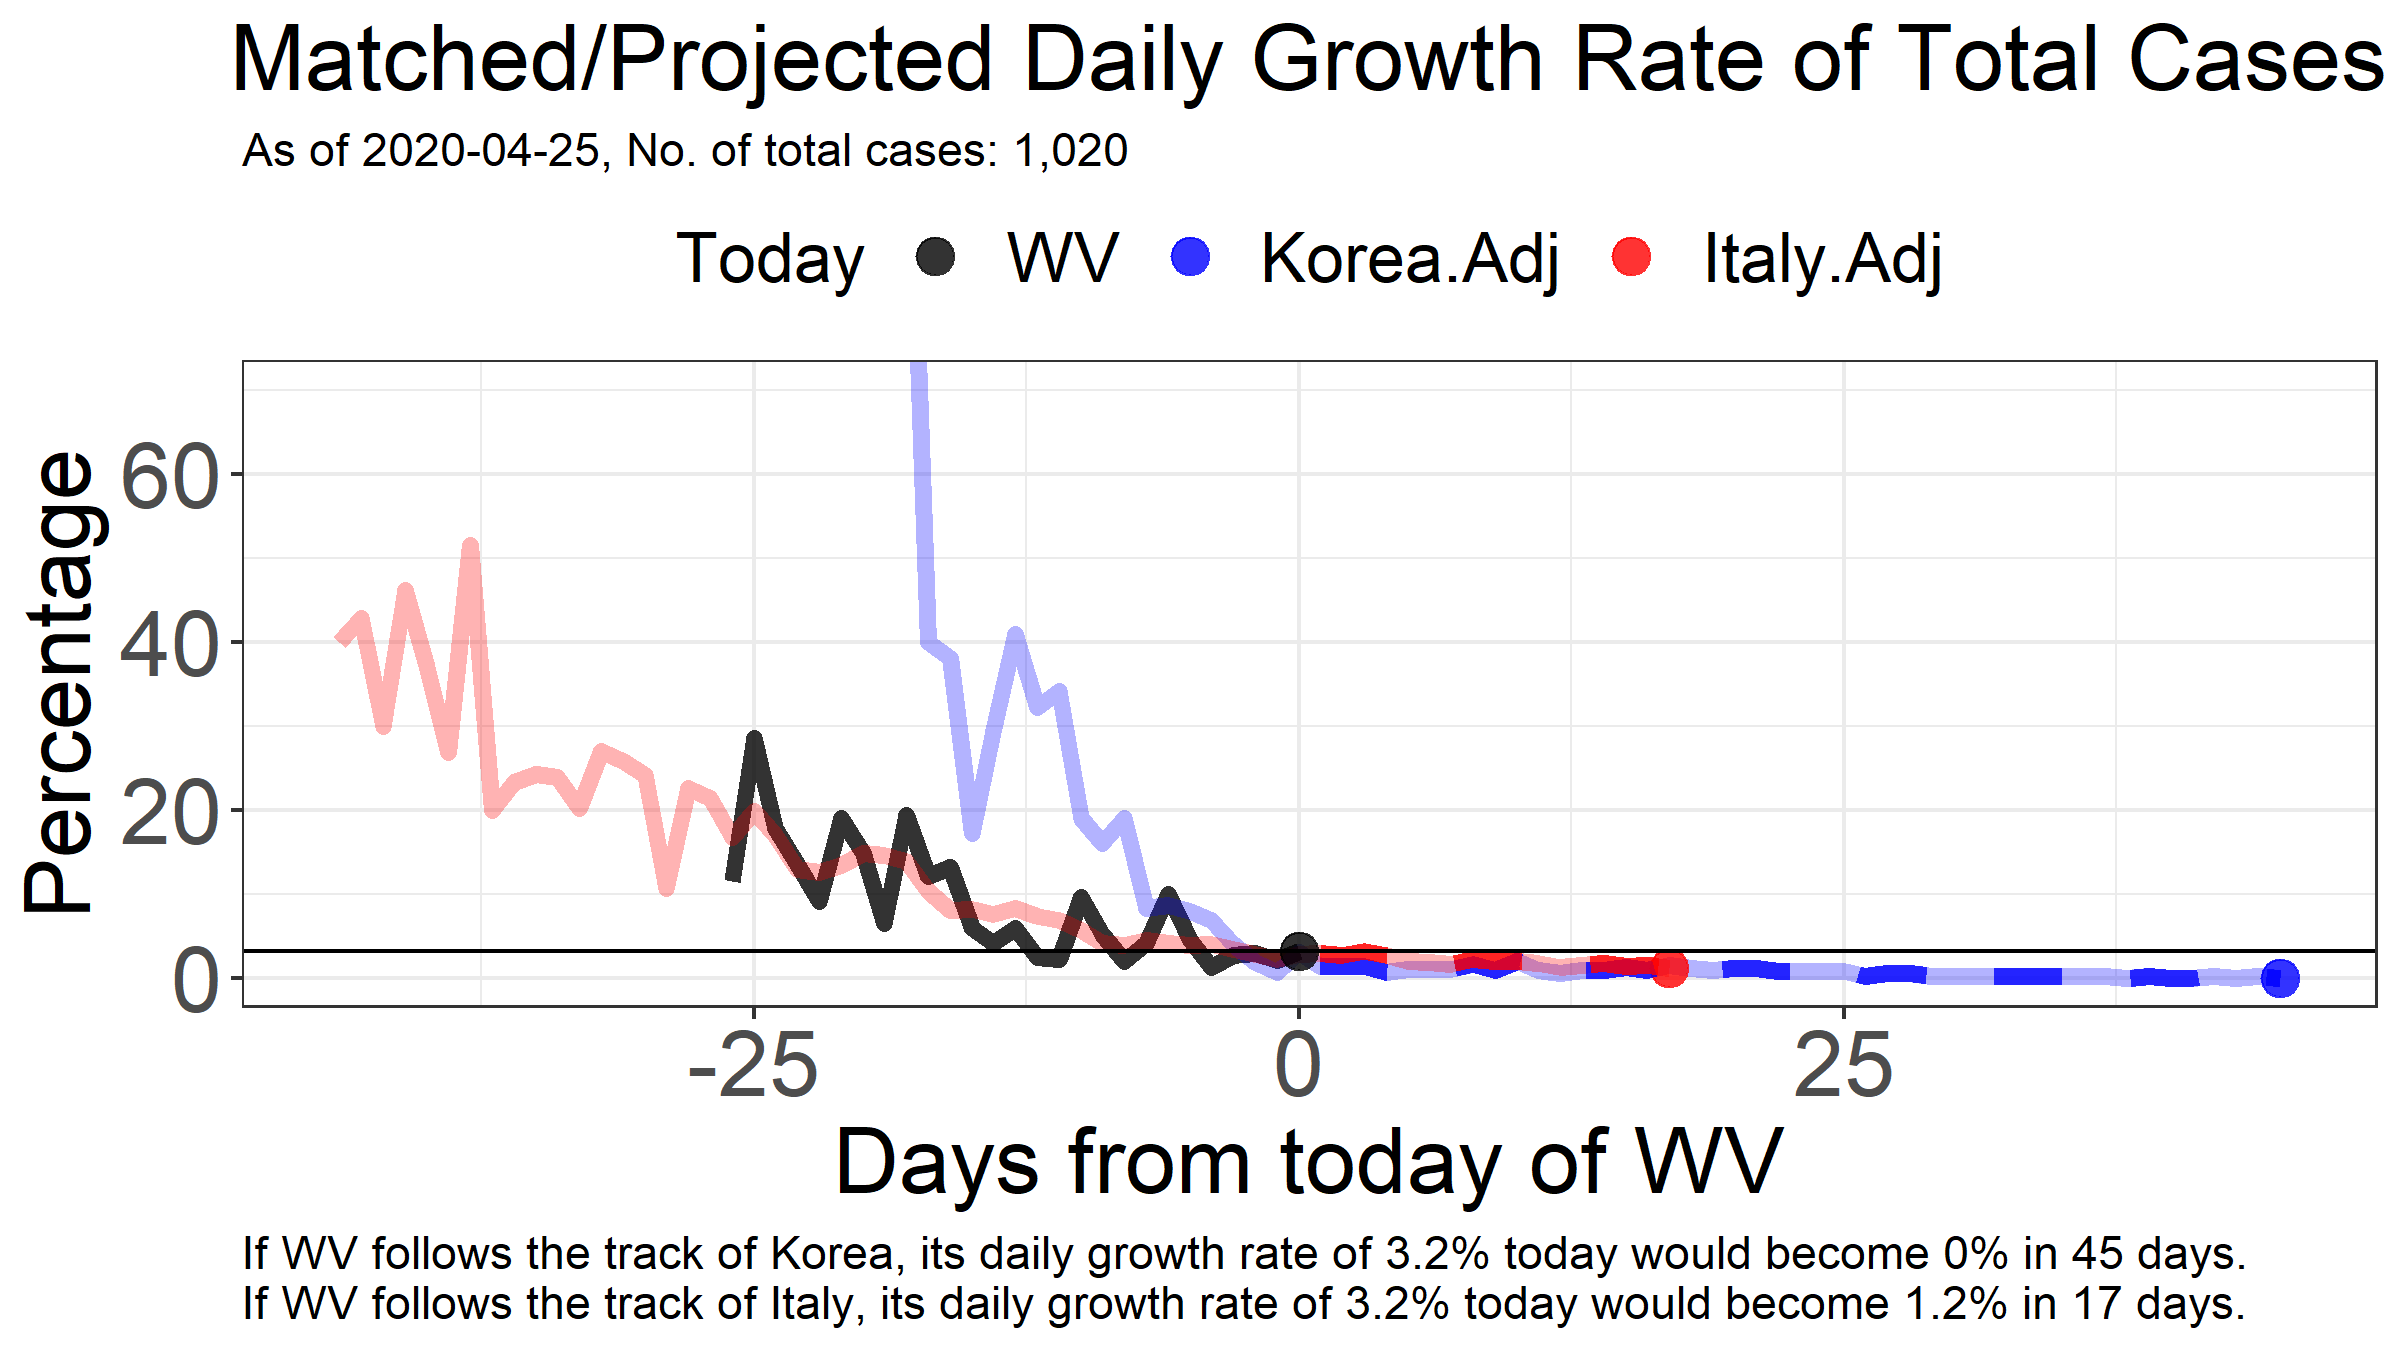 Matched/Projected Daily Growth Rate of Total Cases
As of 2020-04-25, No. of total cases: 1,020
Today WV Korea.Adj Italy.Adj
Percentage
60
40
20
0
-25 0 25
Days from today of WV
If WV follows the track of Korea, its daily growth rate of 3.2% today would become 0% in 45 days.
If WV follows the track of Italy, its daily growth rate of 3.2% today would become 1.2% in 17 days.